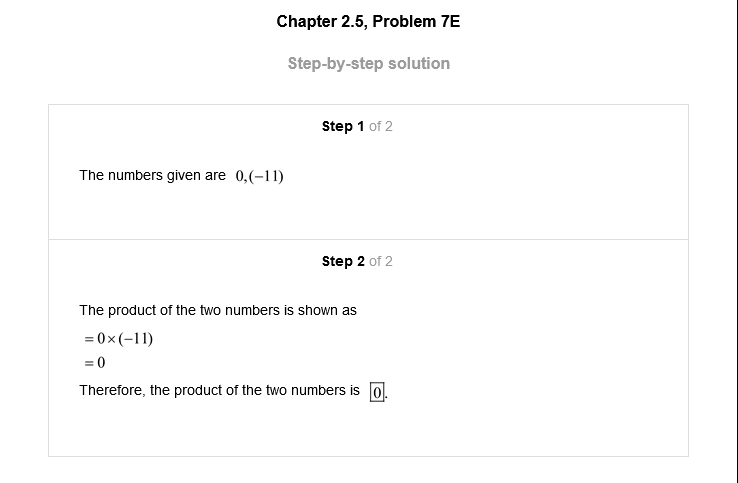 Chapter 2.5, Problem 7E
Step-by-step solution
Step 1 of 2
The numbers given are 0,(−11)
Step 2 of 2
The product of the two numbers is shown as
= 0×(−11)
= 0
Therefore, the product of the two numbers is 0.